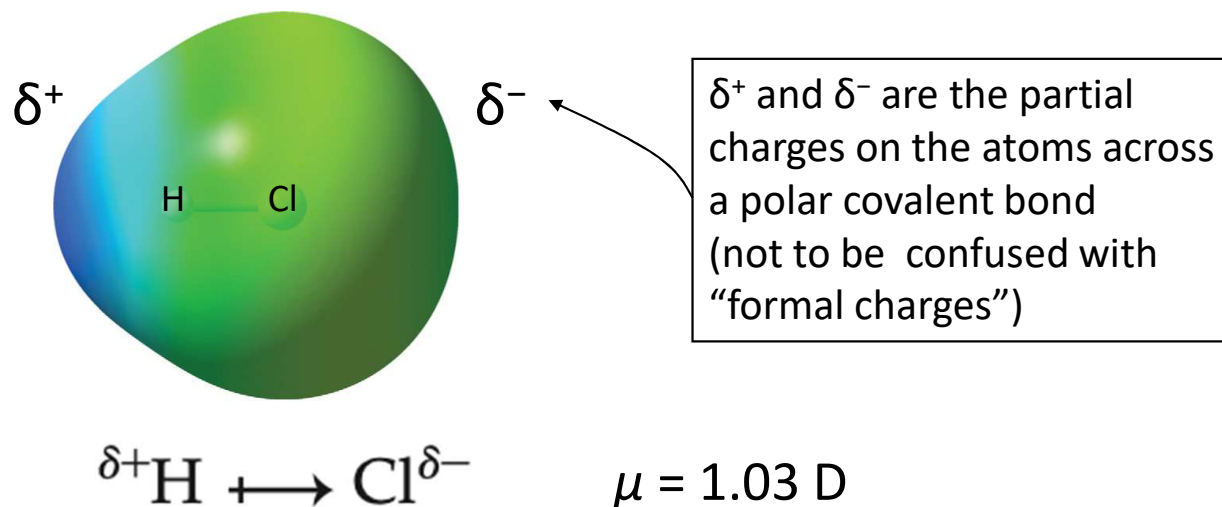 δ⁺
δ⁻
H
Cl
δ⁺ and δ⁻ are the partial
charges on the atoms across
a polar covalent bond
(not to be confused with
“formal charges”)
ᵟ⁺H ⟼ Clᵟ⁻
μ = 1.03 D